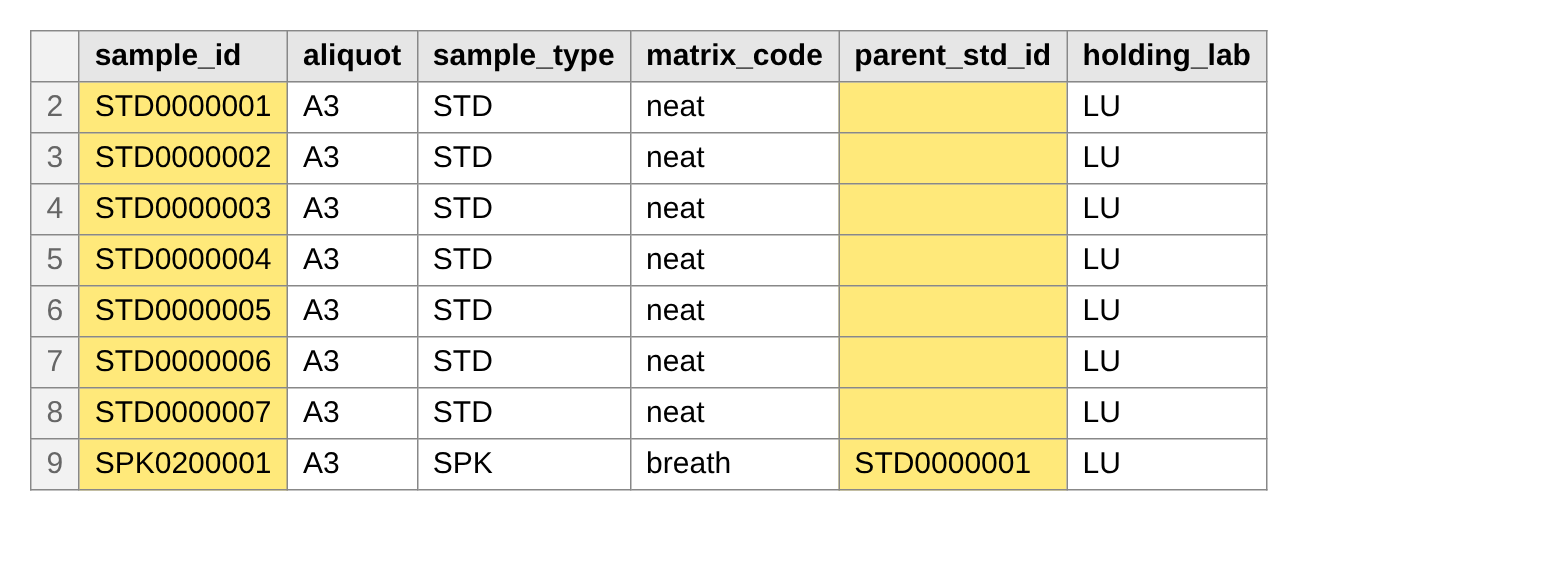 sample_id aliquot sample_type matrix_code parent_std_id holding_lab
2 STD0000001 A3 STD neat LU
3 STD0000002 A3 STD neat LU
4 STD0000003 A3 STD neat LU
5 STD0000004 A3 STD neat LU
6 STD0000005 A3 STD neat LU
7 STD0000006 A3 STD neat LU
8 STD0000007 A3 STD neat LU
9 SPK0200001 A3 SPK breath STD0000001 LU